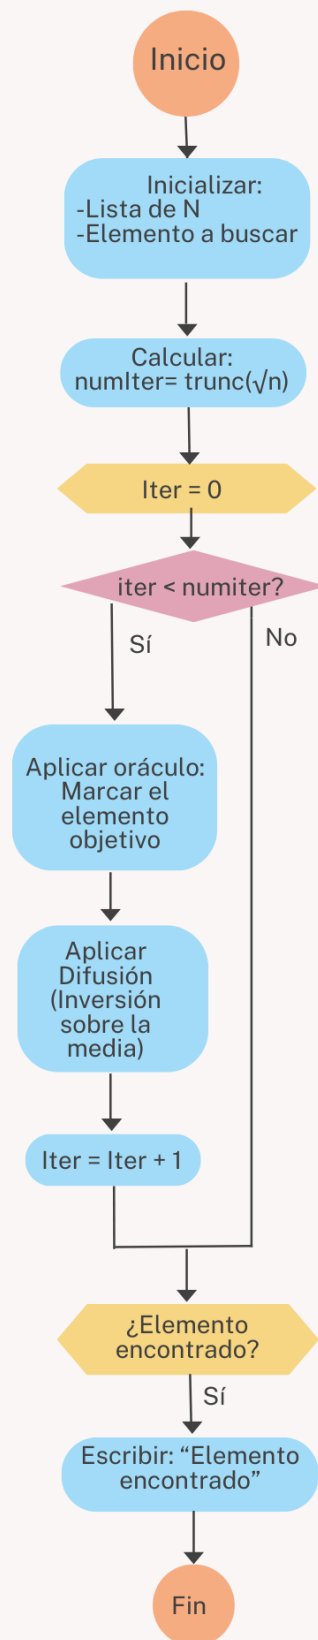 Inicio
Inicializar:
-Lista de N
-Elemento a buscar
Calcular:
numIter= trunc(√n)
Iter = 0
iter < numiter?
Sí
No
Aplicar oráculo:
Marcar el
elemento
objetivo
Aplicar
Difusión
(Inversión
sobre la
media)
Iter = Iter + 1
¿Elemento
encontrado?
Sí
Escribir: “Elemento
encontrado”
Fin